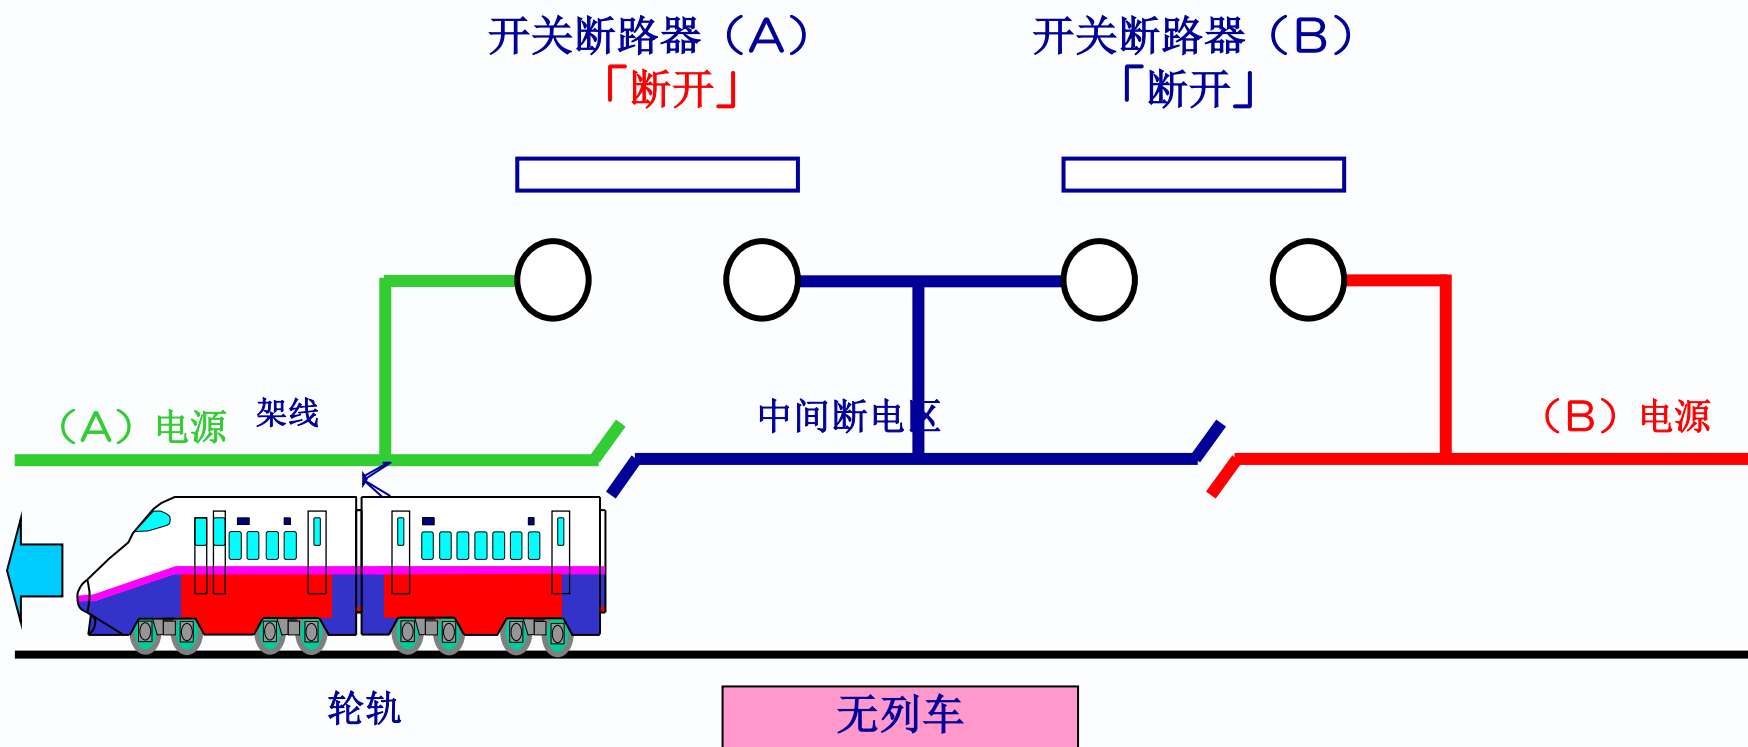 开关断路器（A）
「断开」
开关断路器（B）
「断开」
（A）电源
架线
中间断电区
（B）电源
轮轨
无列车